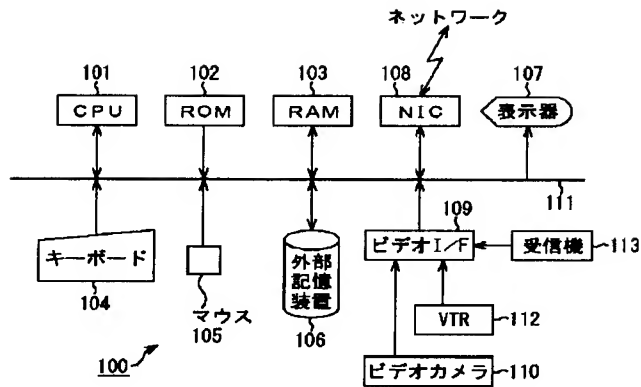 ネットワーク
101
102
103
108
107
CPU
ROM
RAM
NIC
表示器
111
109
キーボード
104
マウス
105
外部
記憶
装置
106
ビデオI/F
受信機
113
VTR
112
100
ビデオカメラ
110